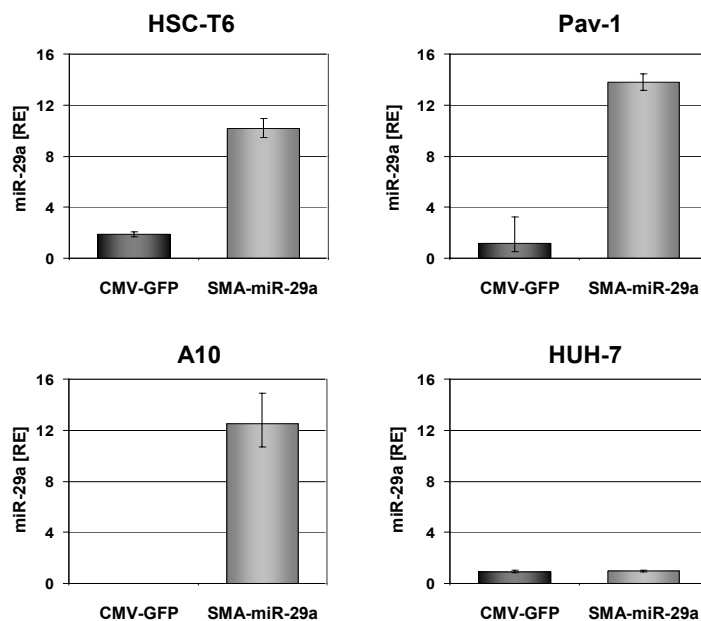 HSC-T6
miR-29a [RE]
16
12
8
4
0
CMV-GFP SMA-miR-29a
Pav-1
miR-29a [RE]
16
12
8
4
0
CMV-GFP SMA-miR-29a
A10
miR-29a [RE]
16
12
8
4
0
CMV-GFP SMA-miR-29a
HUH-7
miR-29a [RE]
16
12
8
4
0
CMV-GFP SMA-miR-29a